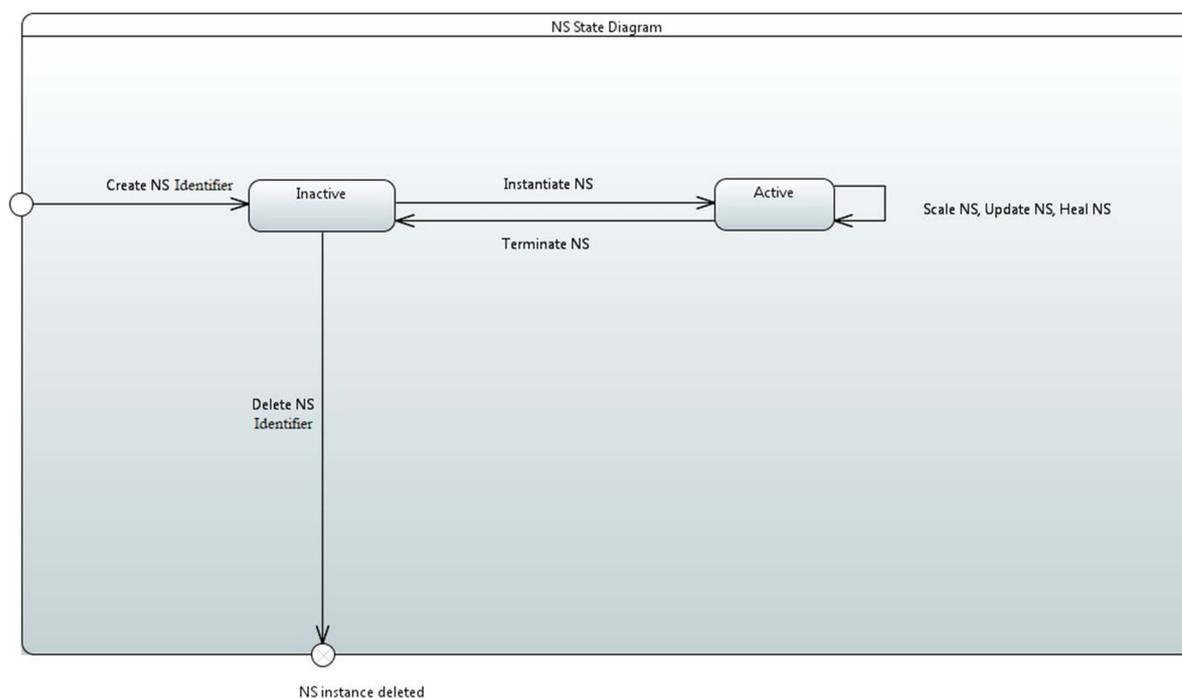 NS State Diagram
Create NS Identifier
Inactive
Instantiate NS
Active
Scale NS, Update NS, Heal NS
Terminate NS
Delete NS
Identifier
NS instance deleted